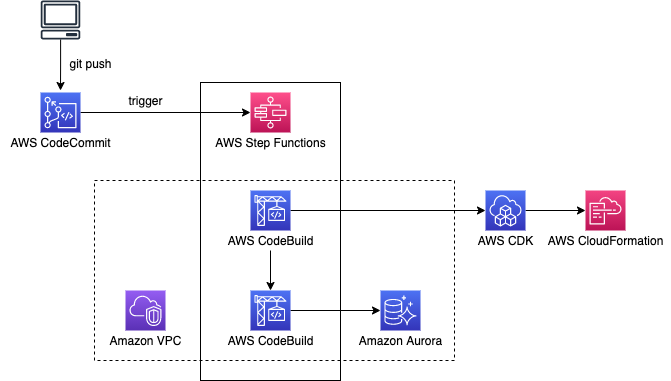 git push
trigger
AWS CodeCommit
AWS Step Functions
AWS CodeBuild
AWS CDK
AWS CloudFormation
Amazon VPC
AWS CodeBuild
Amazon Aurora